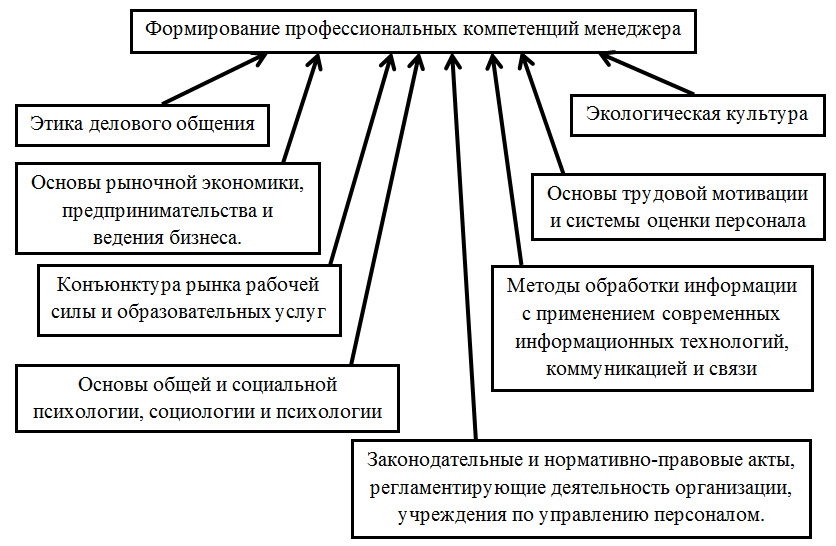 Формирование профессиональных компетенций менеджера
Этика делового общения
Экологическая культура
Основы рыночной экономики,
предпринимательства и
ведения бизнеса.
Основы трудовой мотивации
и системы оценки персонала
Конъюнктура рынка рабочей
силы и образовательных услуг
Методы обработки информации
с применением современных
информационных технологий,
коммуникацией и связи
Основы общей и социальной
психологии, социологии и психологии
Законодательные и нормативно-правовые акты,
регламентирующие деятельность организации,
учреждения по управлению персоналом.